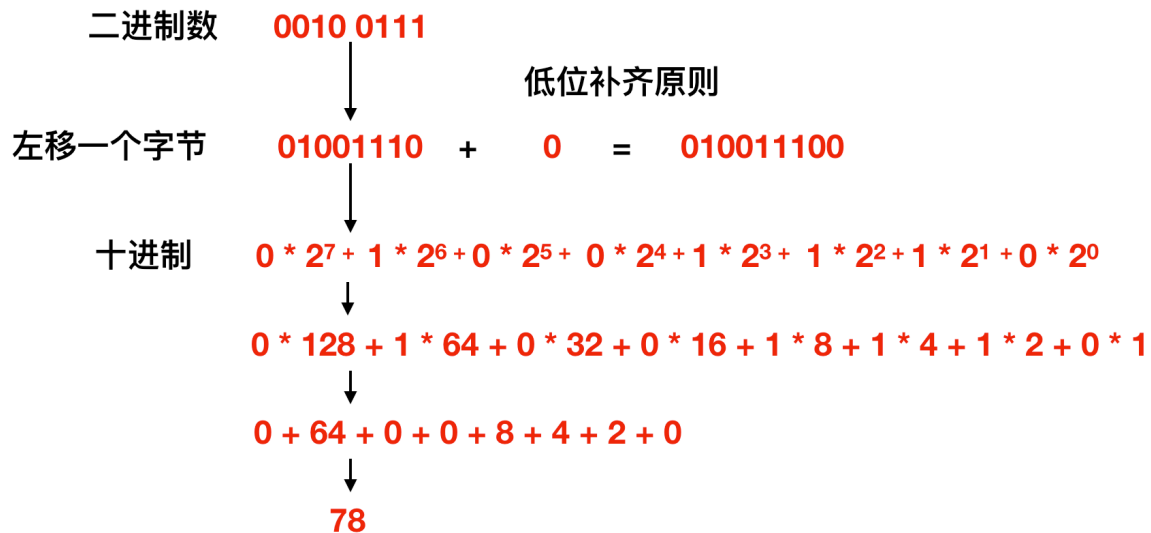 二进制数 0010 0111
低位补齐原则
左移一个字节 01001110 + 0 = 010011100
十进制 0 * 2⁷ + 1 * 2⁶ + 0 * 2⁵ + 0 * 2⁴ + 1 * 2³ + 1 * 2² + 1 * 2¹ + 0 * 2⁰
0 * 128 + 1 * 64 + 0 * 32 + 0 * 16 + 1 * 8 + 1 * 4 + 1 * 2 + 0 * 1
0 + 64 + 0 + 0 + 8 + 4 + 2 + 0
78